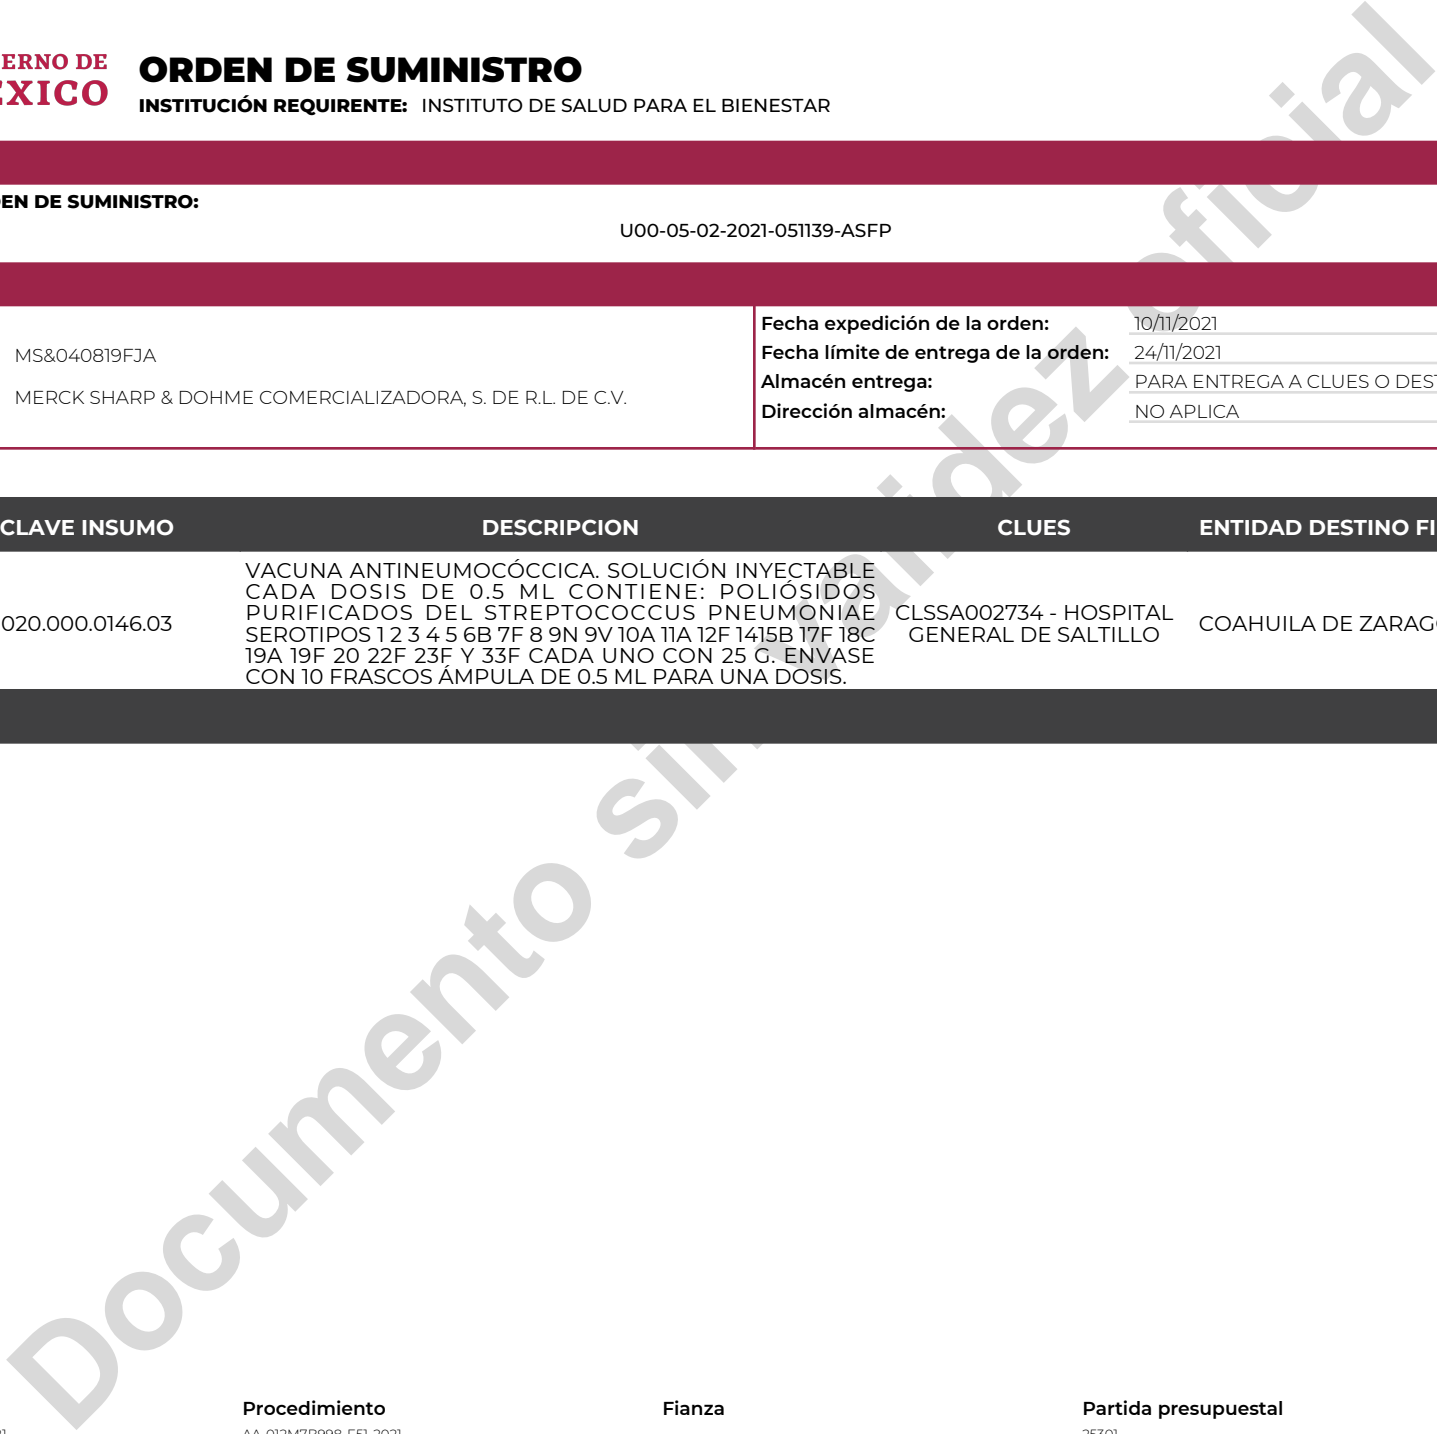 ERNO DE
ÉXICO
ORDEN DE SUMINISTRO
INSTITUCIÓN REQUIRENTE: INSTITUTO DE SALUD PARA EL BIENESTAR
EN DE SUMINISTRO:
U00-05-02-2021-051139-ASFP
MS&040819FJA
MERCK SHARP & DOHME COMERCIALIZADORA, S. DE R.L. DE C.V.
Fecha expedición de la orden: 10/11/2021
Fecha límite de entrega de la orden: 24/11/2021
Almacén entrega: PARA ENTREGA A CLUES O DEST
Dirección almacén: NO APLICA
CLAVE INSUMO DESCRIPCION CLUES ENTIDAD DESTINO FI
020.000.0146.03
VACUNA ANTINEUMOCÓCCICA. SOLUCIÓN INYECTABLE
CADA DOSIS DE 0.5 ML CONTIENE: POLIÓSIDOS
PURIFICADOS DEL STREPTOCOCCUS PNEUMONIAE
SEROTIPOS 1 2 3 4 5 6B 7F 8 9N 9V 10A 11A 12F 1415B 17F 18C
19A 19F 20 22F 23F Y 33F CADA UNO CON 25 G. ENVASE
CON 10 FRASCOS ÁMPULA DE 0.5 ML PARA UNA DOSIS.
CLSSA002734 - HOSPITAL
GENERAL DE SALTILLO
COAHUILA DE ZARAGO
Documento sin validez oficial
Procedimiento Fianza Partida presupuestal